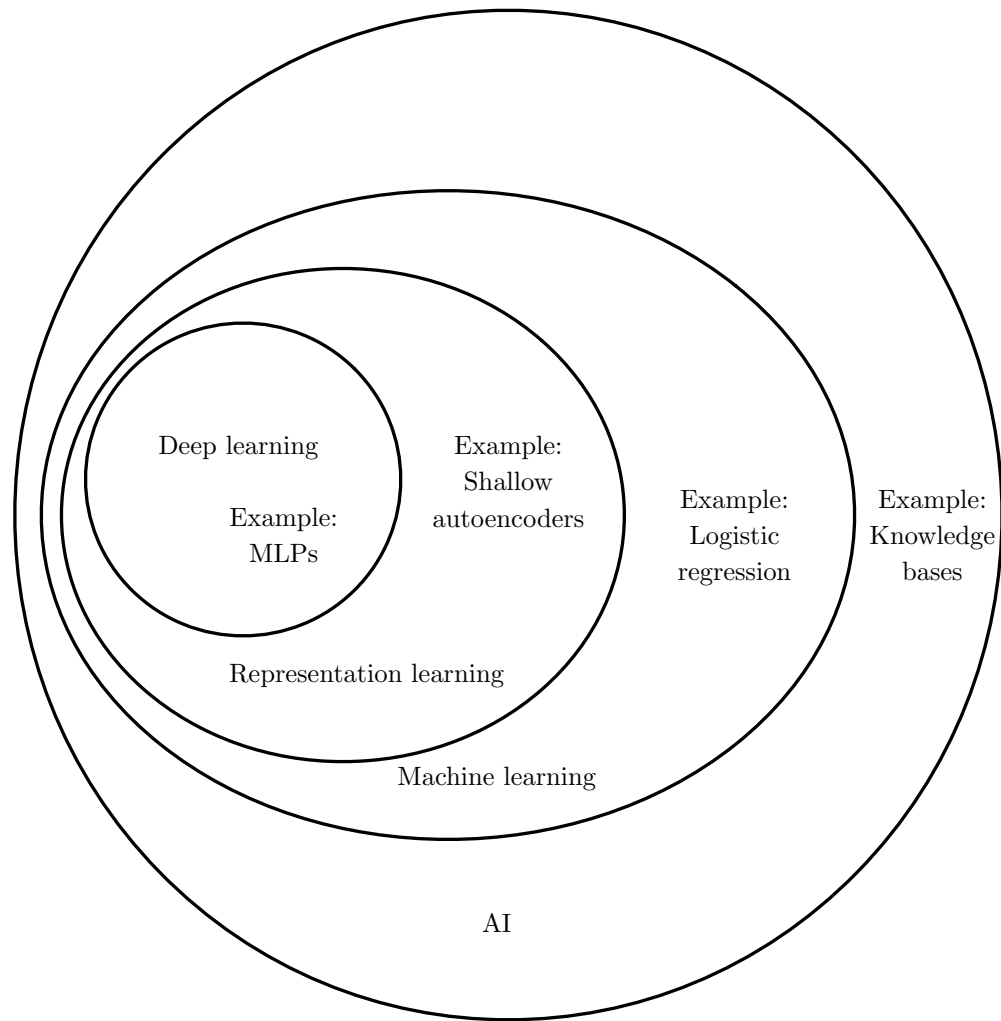 Deep learning
Example:
MLPs
Example:
Shallow
autoencoders
Example:
Logistic
regression
Example:
Knowledge
bases
Representation learning
Machine learning
AI